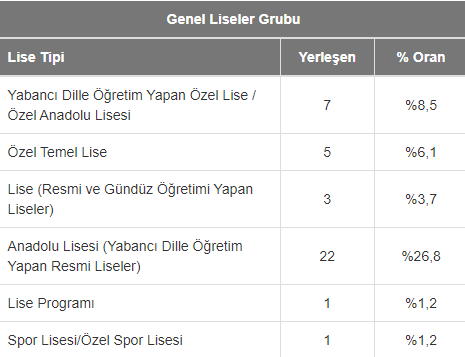 Genel Liseler Grubu
Lise Tipi Yerleşen % Oran
Yabancı Dille Öğretim Yapan Özel Lise /
Özel Anadolu Lisesi 7 %8,5
Özel Temel Lise 5 %6,1
Lise (Resmi ve Gündüz Öğretimi Yapan
Liseler) 3 %3,7
Anadolu Lisesi (Yabancı Dille Öğretim
Yapan Resmi Liseler) 22 %26,8
Lise Programı 1 %1,2
Spor Lisesi/Özel Spor Lisesi 1 %1,2